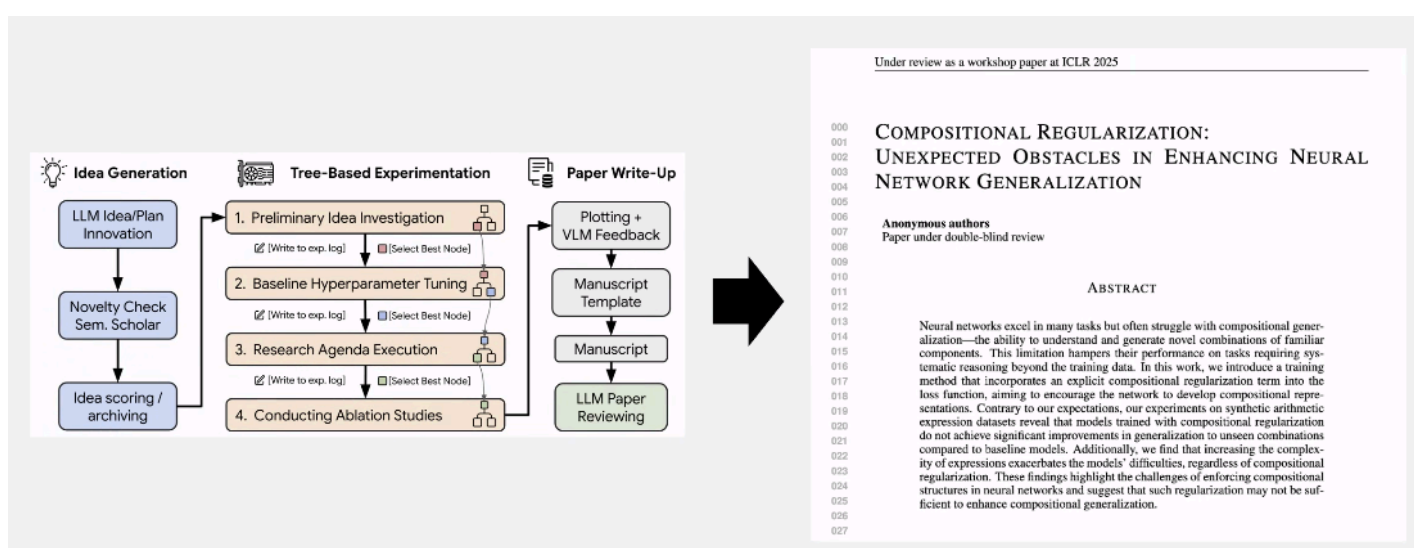 Idea Generation
LLM Idea/Plan
Innovation
Novelty Check
Sem. Scholar
Idea scoring /
archiving
Tree-Based Experimentation
1. Preliminary Idea Investigation
[Write to exp. log] [Select Best Node]
2. Baseline Hyperparameter Tuning
[Write to exp. log] [Select Best Node]
3. Research Agenda Execution
[Write to exp. log] [Select Best Node]
4. Conducting Ablation Studies
Paper Write-Up
Plotting +
VLM Feedback
Manuscript
Template
Manuscript
LLM Paper
Reviewing
Under review as a workshop paper at ICLR 2025
000
001
002
003
004
005
006
007
008
009
010
011
012
013
014
015
016
017
018
019
020
021
022
023
024
025
026
027
COMPOSITIONAL REGULARIZATION:
UNEXPECTED OBSTACLES IN ENHANCING NEURAL
NETWORK GENERALIZATION
Anonymous authors
Paper under double-blind review
ABSTRACT
Neural networks excel in many tasks but often struggle with compositional gener-
alization—the ability to understand and generate novel combinations of familiar
components. This limitation hampers their performance on tasks requiring sys-
tematic reasoning beyond the training data. In this work, we introduce a training
method that incorporates an explicit compositional regularization term into the
loss function, aiming to encourage the network to develop compositional repre-
sentations. Contrary to our expectations, our experiments on synthetic arithmetic
expression datasets reveal that models trained with compositional regularization
do not achieve significant improvements in generalization to unseen combinations
compared to baseline models. Additionally, we find that increasing the complex-
ity of expressions exacerbates the models' difficulties, regardless of compositional
regularization. These findings highlight the challenges of enforcing compositional
structures in neural networks and suggest that such regularization may not be suf-
ficient to enhance compositional generalization.